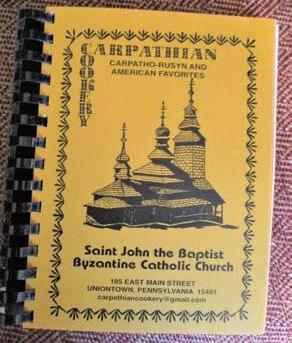 CARPATHIAN
COOKERY
CARPATHO-RUSYN AND
AMERICAN FAVORITES
Saint John the Baptist
Byzantine Catholic Church
185 EAST MAIN STREET
UNIONTOWN, PENNSYLVANIA 15401
carpathiancookery@gmail.com